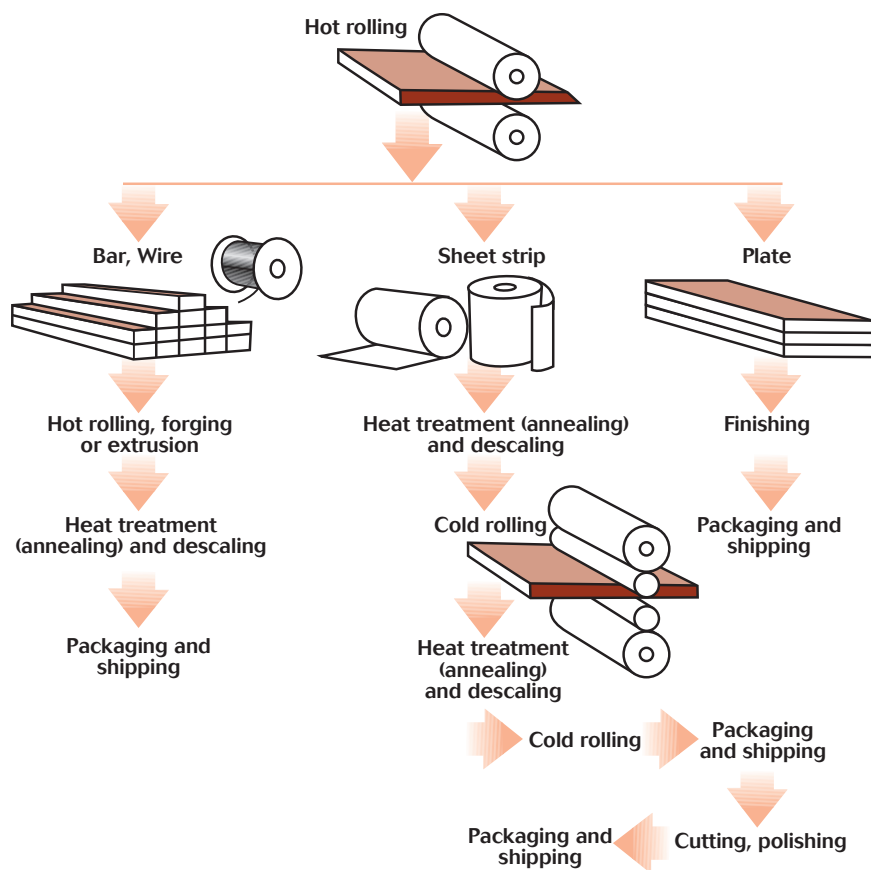 Hot rolling
Bar, Wire
Sheet strip
Plate
Hot rolling, forging
or extrusion
Heat treatment (annealing)
and descaling
Finishing
Heat treatment
(annealing) and descaling
Cold rolling
Packaging and
shipping
Packaging and
shipping
Heat treatment
(annealing)
and descaling
Cold rolling
Packaging
and shipping
Cutting, polishing
Packaging and
shipping